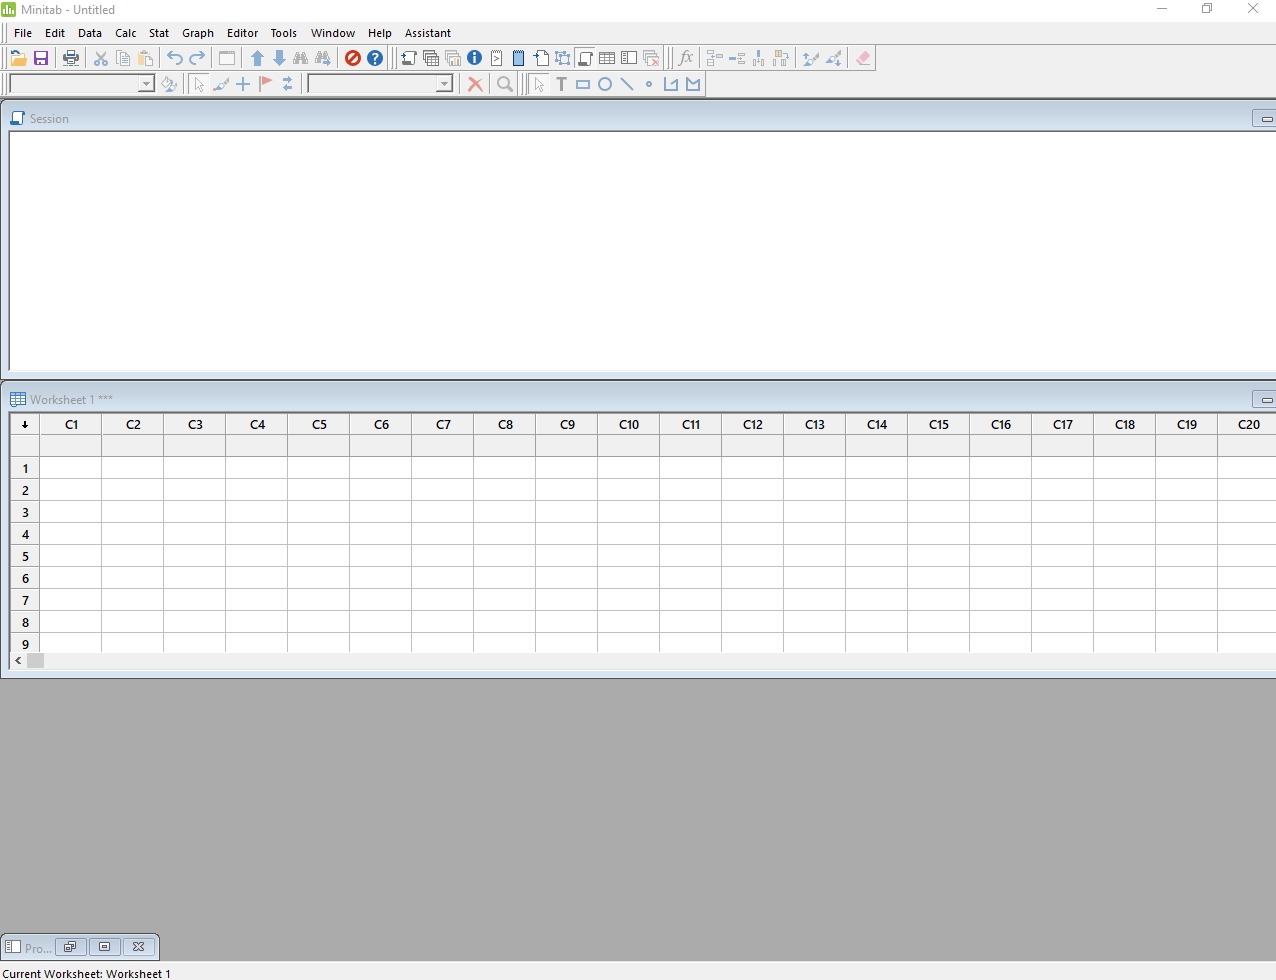 Minitab - Untitled
File Edit Data Calc Stat Graph Editor Tools Window Help Assistant
Session
Worksheet 1 ***
C1 C2 C3 C4 C5 C6 C7 C8 C9 C10 C11 C12 C13 C14 C15 C16 C17 C18 C19 C20
1
2
3
4
5
6
7
8
9
Pro...
Current Worksheet: Worksheet 1